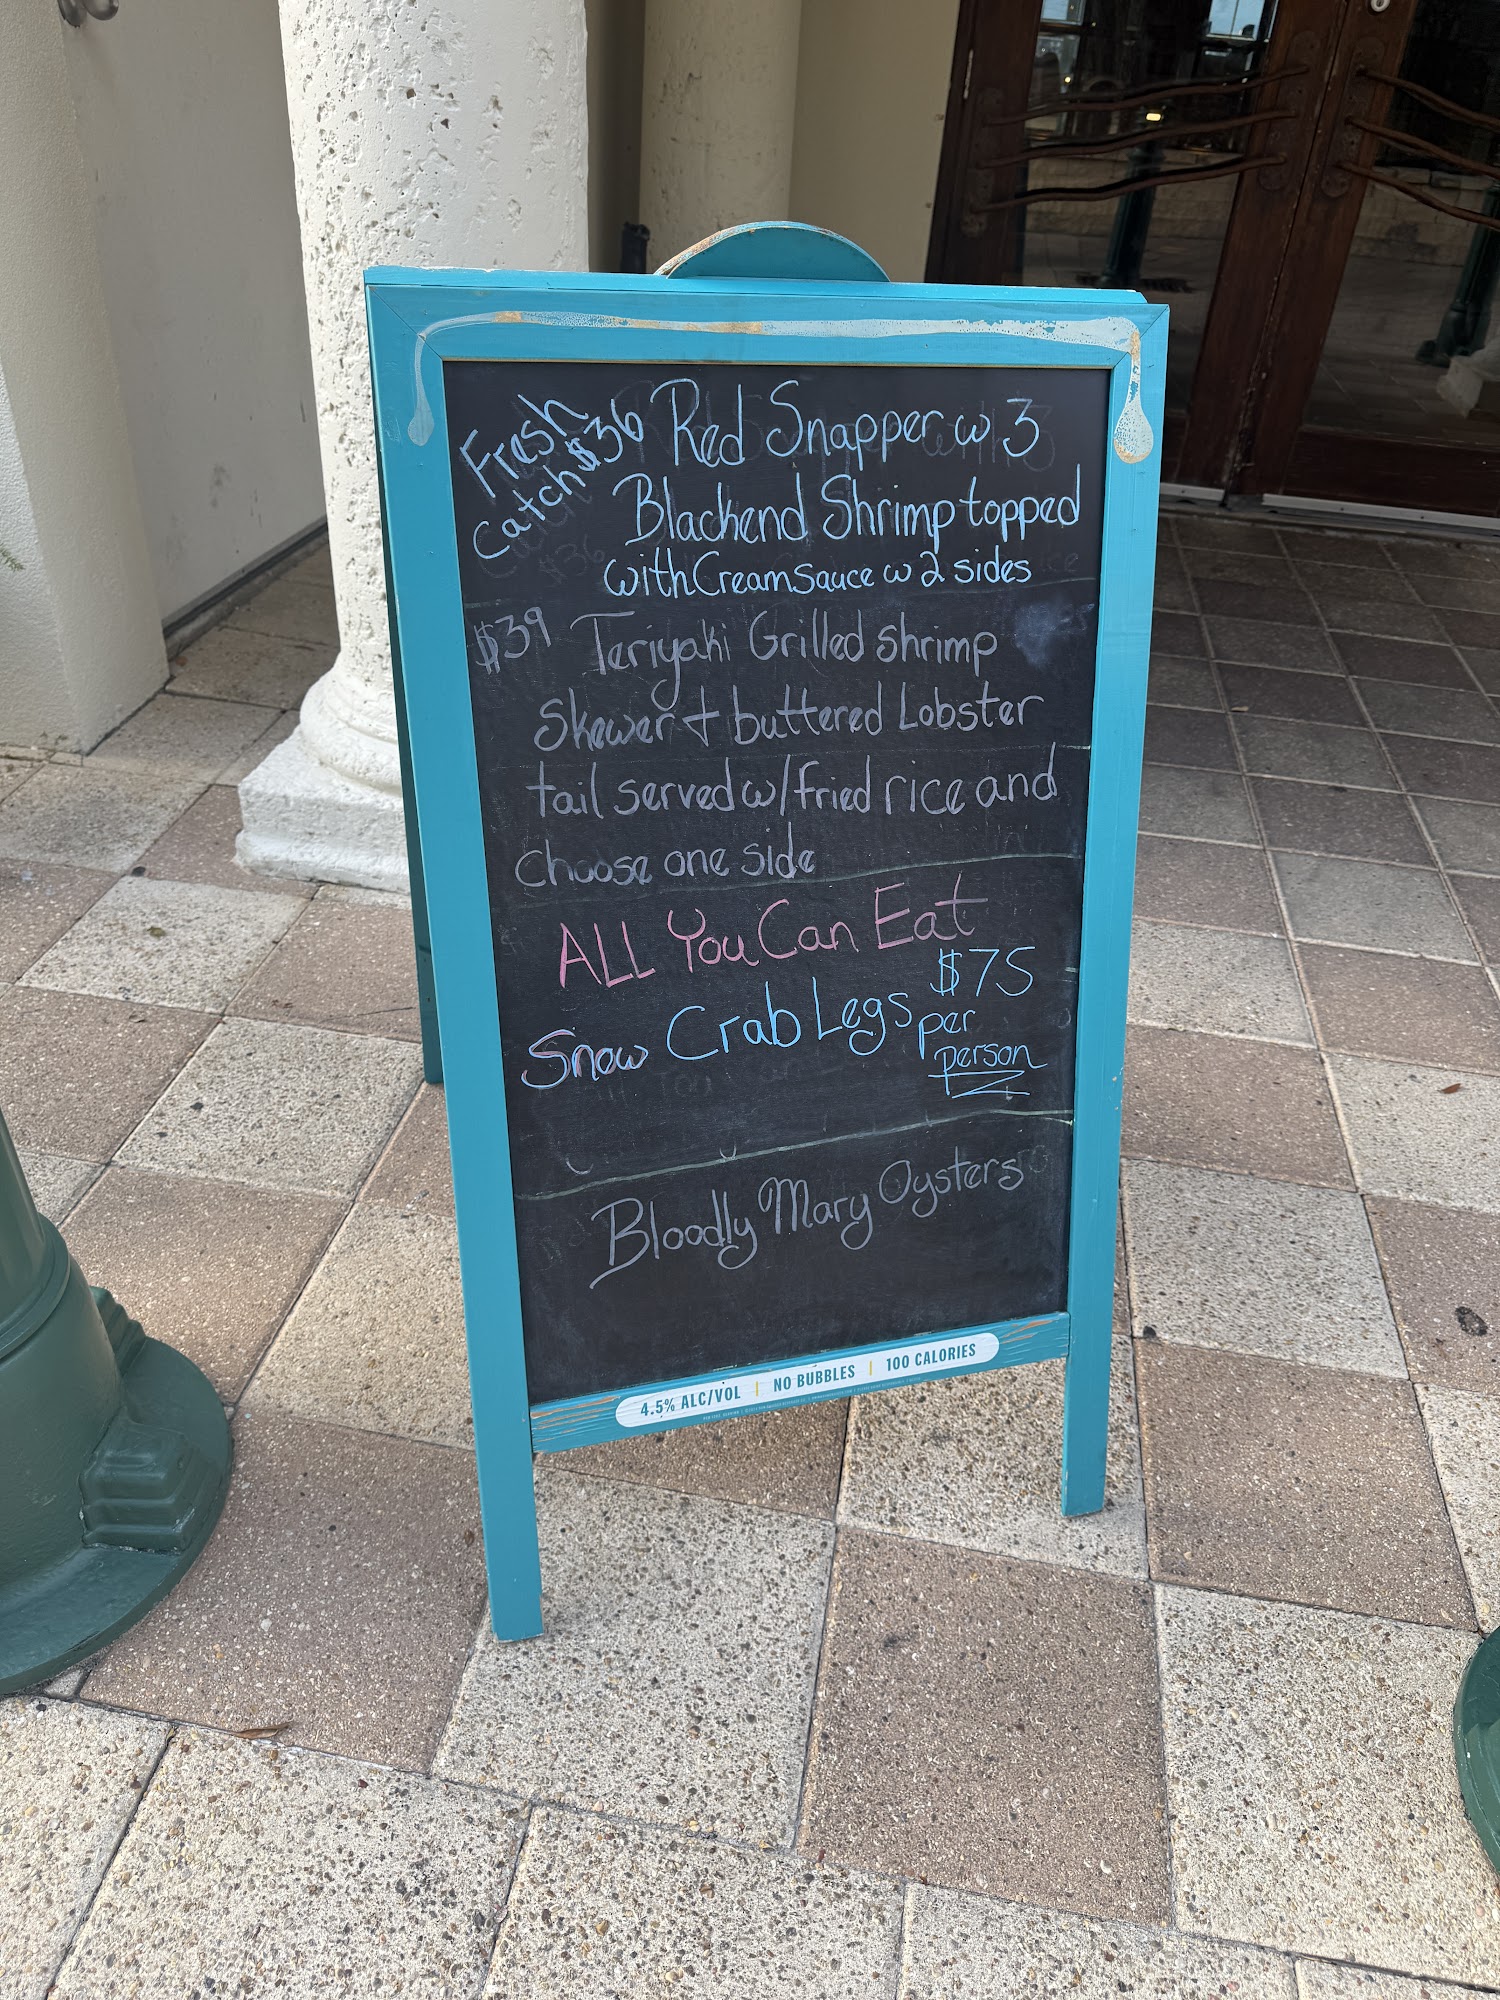 Fresh
Catch $36
Red Snapper w 3
Blackend Shrimp topped
with Cream Sauce w 2 sides
$39 Teriyaki Grilled shrimp
skewer + buttered Lobster
tail served w/ fried rice and
choose one side
ALL You Can Eat
Snow Crab Legs $75
per
person
Bloodly Mary Oysters
4.5% ALC/VOL | NO BUBBLES | 100 CALORIES